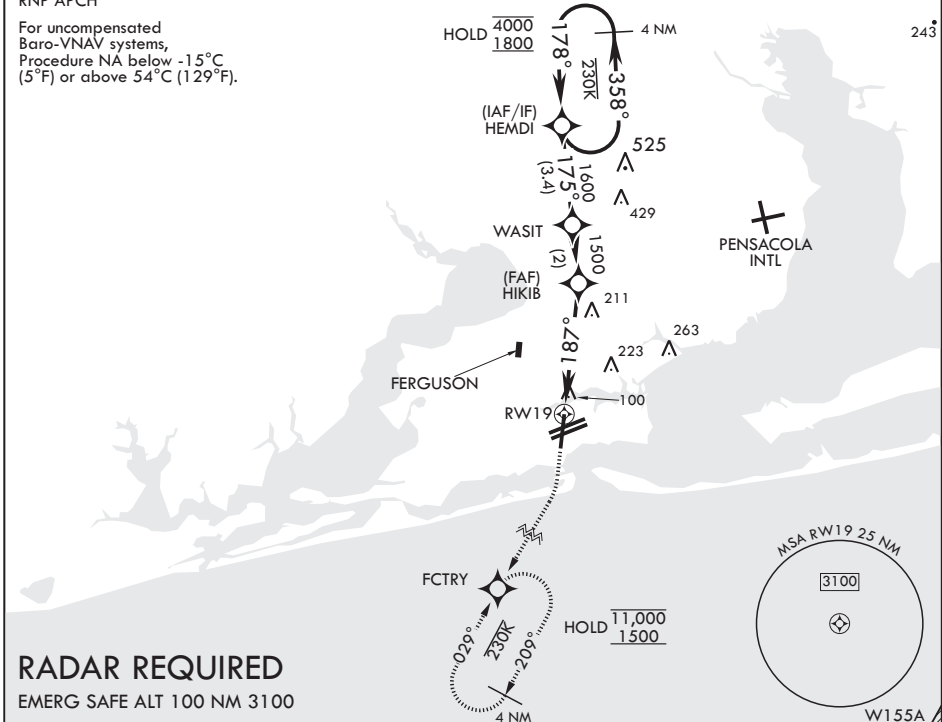 RNP APCH
For uncompensated
Baro-VNAV systems,
Procedure NA below -15°C
(5°F) or above 54°C (129°F).
HOLD 4000
1800
4 NM
243
178°
230K
358°
(IAF/IF)
HEMDI
525
1600
175°
(3.4)
429
WASIT
PENSACOLA
INTL
1500
(2)
(FAF)
HIKIB
211
187°
263
223
FERGUSON
100
RW19
MSA RW19 25 NM
3100
FCTRY
HOLD 11,000
1500
029°
230K
209°
4 NM
RADAR REQUIRED
EMERG SAFE ALT 100 NM 3100
W155A